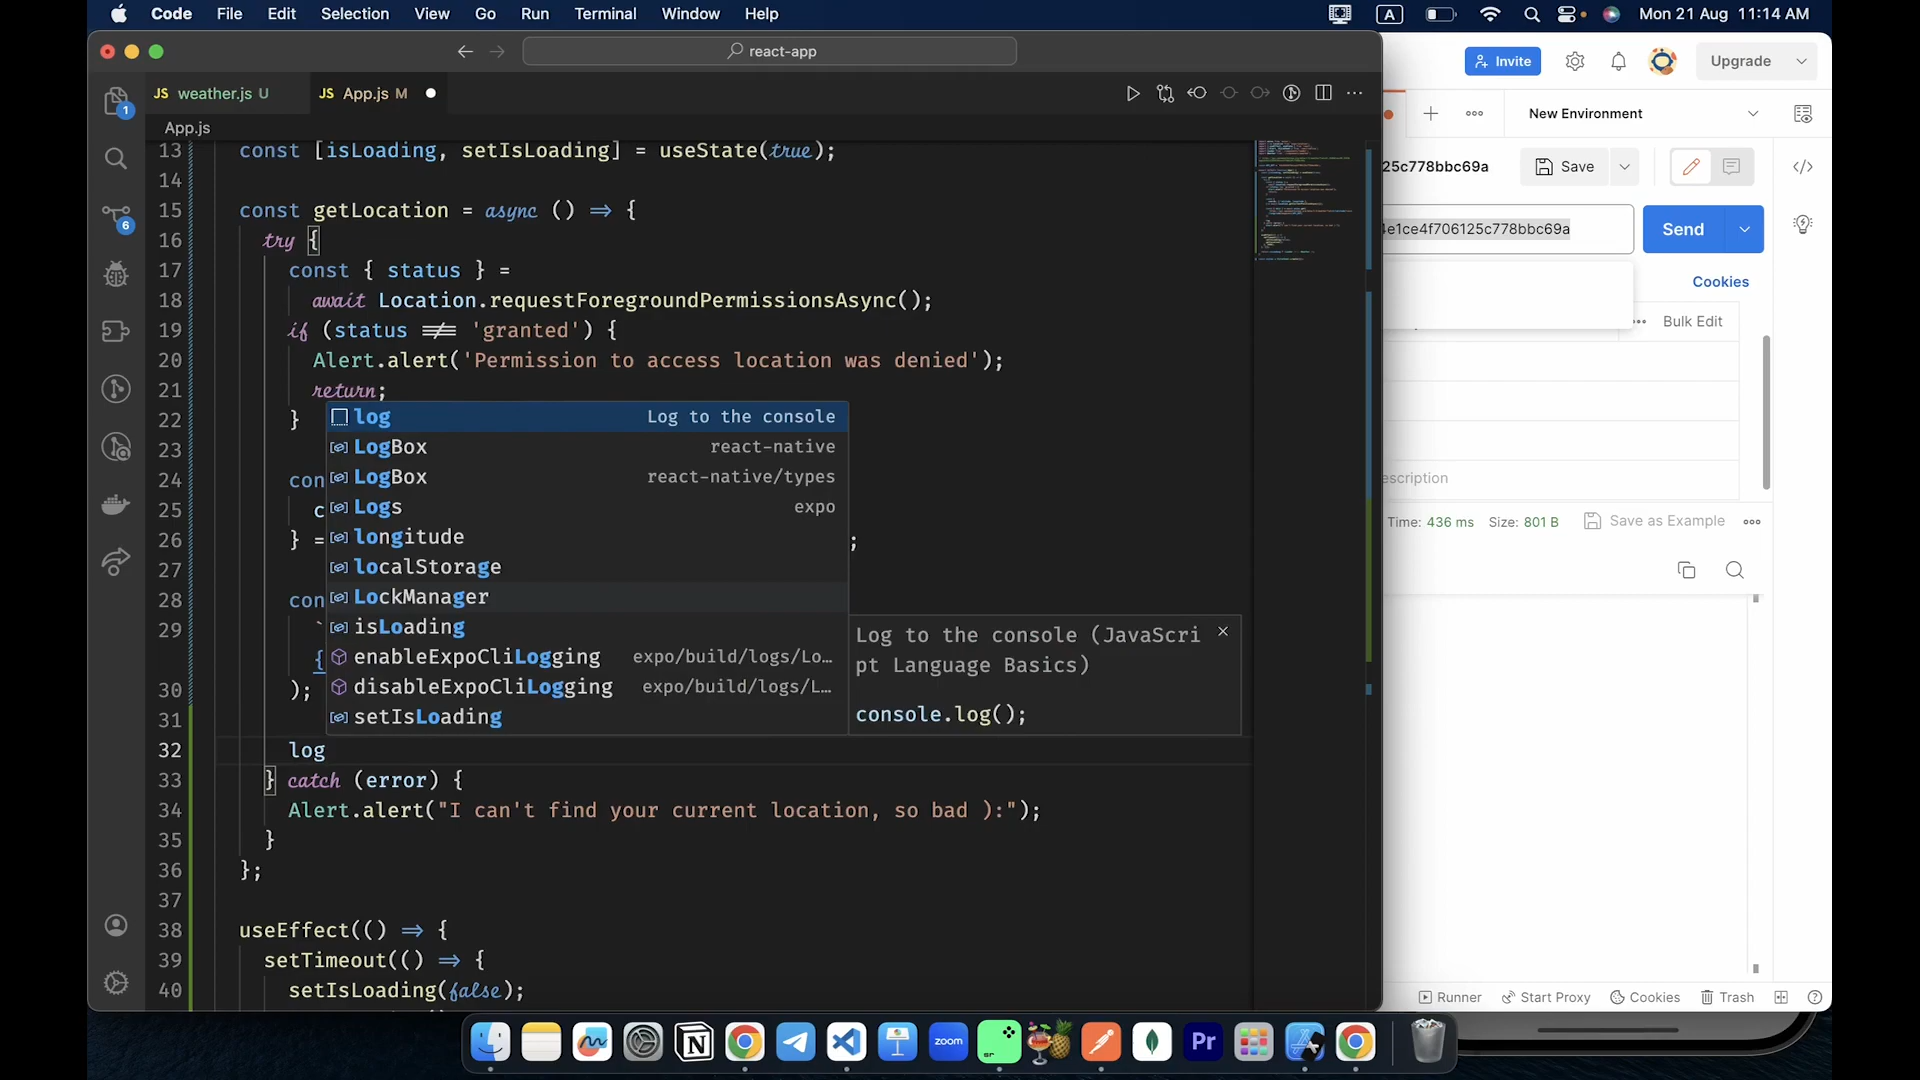 Code File Edit Selection View Go Run Terminal Window Help
A
Mon 21 Aug 11:14 AM
react-app
JS weather.js U
JS App.js M
App.js
13 const [isLoading, setIsLoading] = useState(true);
14
15 const getLocation = async () => {
16 try {
17 const { status } =
18 await Location.requestForegroundPermissionsAsync();
19 if (status !== 'granted') {
20 Alert.alert('Permission to access location was denied');
21 return;
22 }
23
24 con
25 c
26 } = ;
27
28 con
29 `
{
30 );
31
32 log
33 } catch (error) {
34 Alert.alert("I can't find your current location, so bad ):");
35 }
36 };
37
38 useEffect(() => {
39 setTimeout(() => {
40 setIsLoading(false);
log Log to the console
LogBox react-native
LogBox react-native/types
Logs expo
longitude
localStorage
LockManager
isLoading
enableExpoCliLogging expo/build/logs/Lo…
disableExpoCliLogging expo/build/logs/L…
setIsLoading
Log to the console (JavaScri
pt Language Basics)
console.log();
1
6
Invite
Upgrade
New Environment
25c778bbc69a
Save
4e1ce4f706125c778bbc69a
Send
Cookies
Bulk Edit
escription
Time: 436 ms Size: 801 B Save as Example
Runner Start Proxy Cookies Trash
zoom
sr
Pr